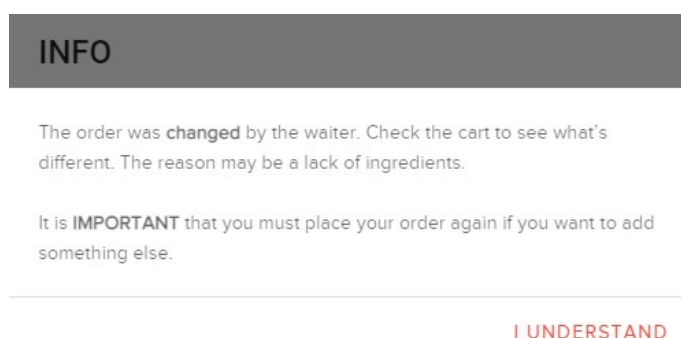 INFO
The order was changed by the waiter. Check the cart to see what's
different. The reason may be a lack of ingredients.
It is IMPORTANT that you must place your order again if you want to add
something else.
I UNDERSTAND